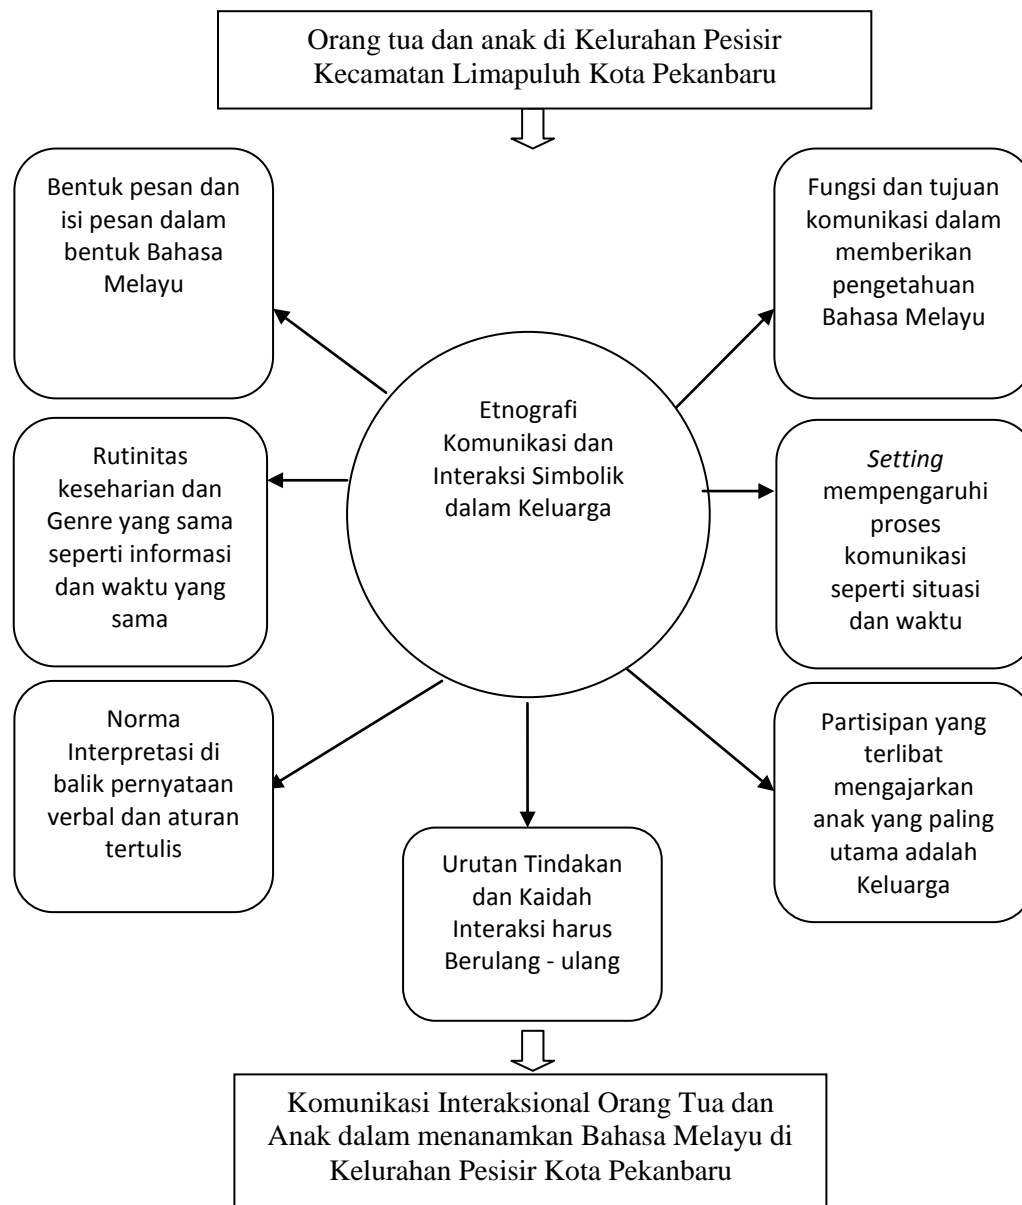 Orang tua dan anak di Kelurahan Pesisir
Kecamatan Limapuluh Kota Pekanbaru
Bentuk pesan dan
isi pesan dalam
bentuk Bahasa
Melayu
Fungsi dan tujuan
komunikasi dalam
memberikan
pengetahuan
Bahasa Melayu
Etnografi
Komunikasi dan
Interaksi Simbolik
dalam Keluarga
Rutinitas
keseharian dan
Genre yang sama
seperti informasi
dan waktu yang
sama
Setting
mempengaruhi
proses
komunikasi
seperti situasi
dan waktu
Norma
Interpretasi di
balik pernyataan
verbal dan aturan
tertulis
Partisipan yang
terlibat
mengajarkan
anak yang paling
utama adalah
Keluarga
Urutan Tindakan
dan Kaidah
Interaksi harus
Berulang - ulang
Komunikasi Interaksional Orang Tua dan
Anak dalam menanamkan Bahasa Melayu di
Kelurahan Pesisir Kota Pekanbaru